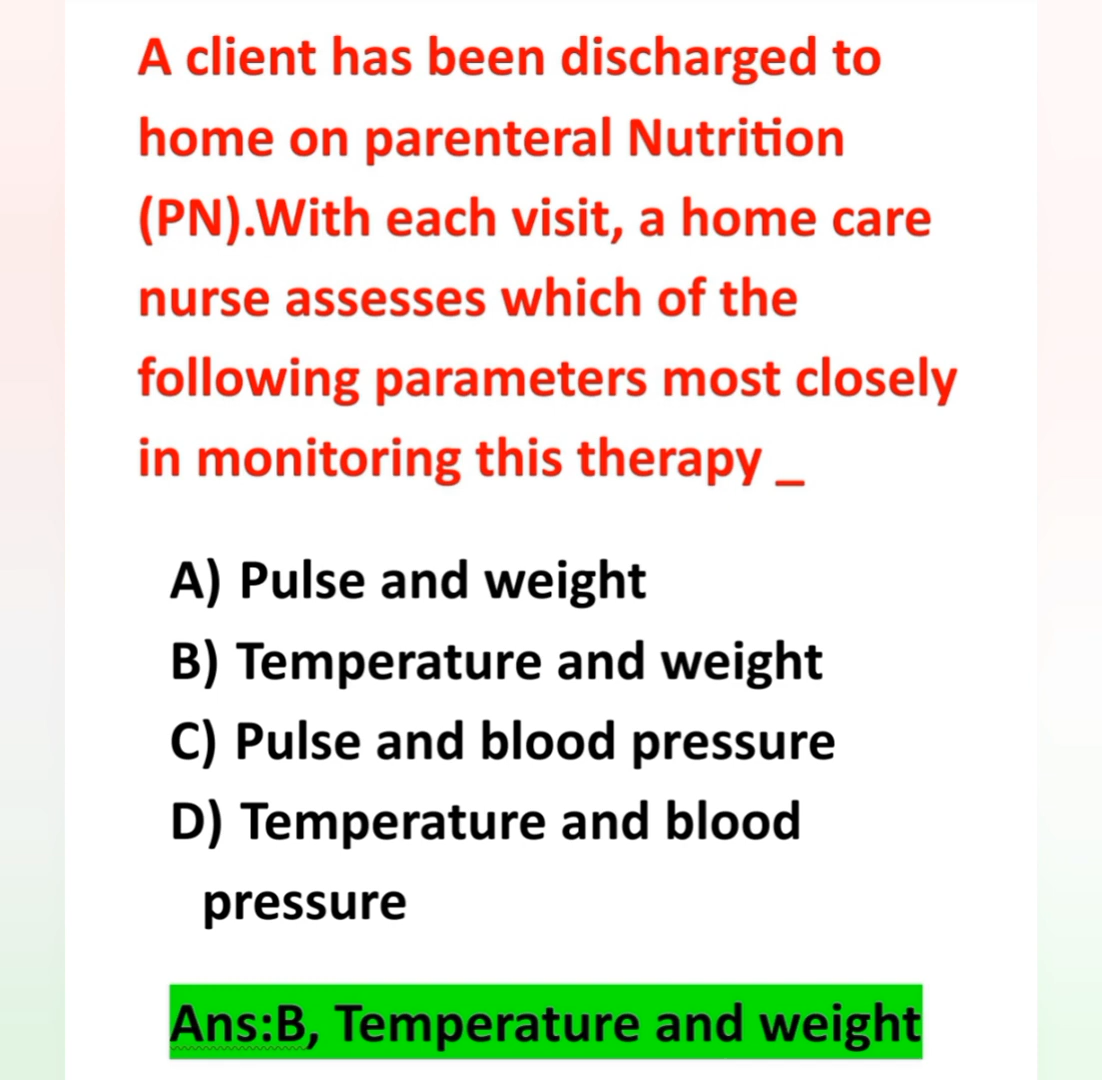 A client has been discharged to
home on parenteral Nutrition
(PN).With each visit, a home care
nurse assesses which of the
following parameters most closely
in monitoring this therapy _
A) Pulse and weight
B) Temperature and weight
C) Pulse and blood pressure
D) Temperature and blood
pressure
Ans:B, Temperature and weight